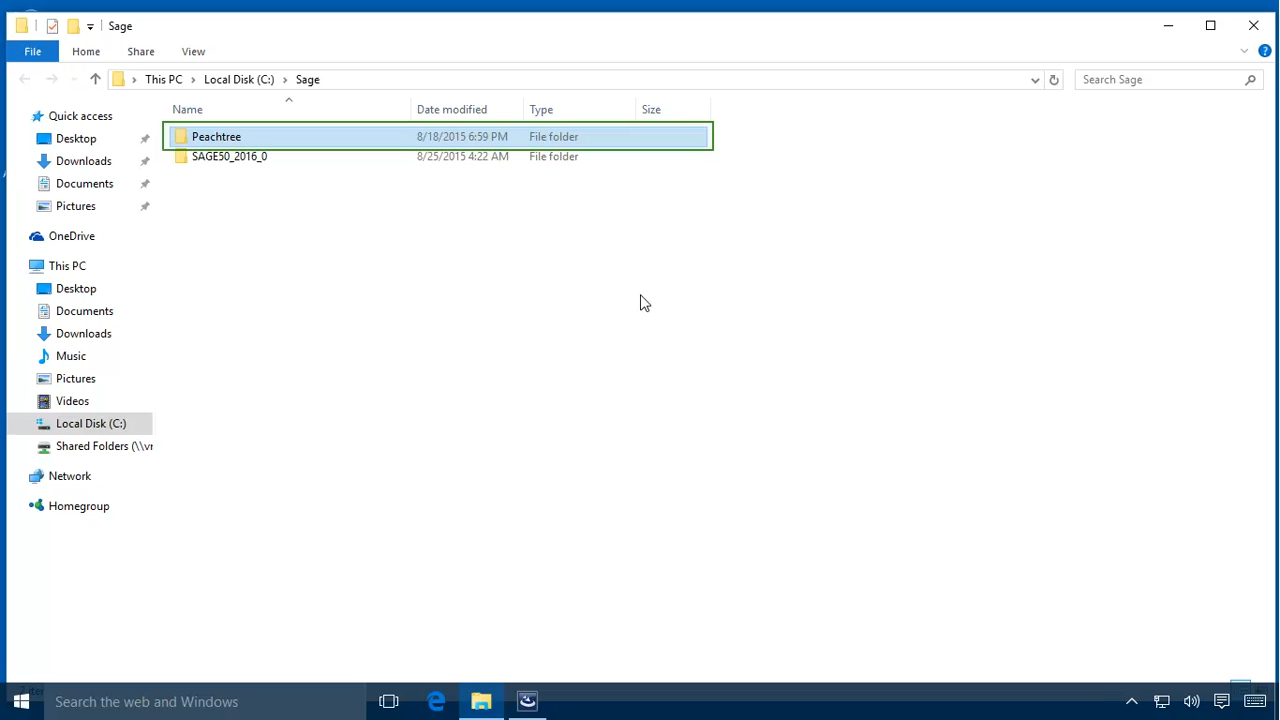 Sage
File Home Share View
This PC Local Disk (C:) Sage
Search Sage
Name Date modified Type Size
Quick access
Peachtree 8/18/2015 6:59 PM File folder
Desktop
SAGE50_2016_0 8/25/2015 4:22 AM File folder
Downloads
Documents
Pictures
OneDrive
This PC
Desktop
Documents
Downloads
Music
Pictures
Videos
Local Disk (C:)
Shared Folders (\\vr
Network
Homegroup
Search the web and Windows